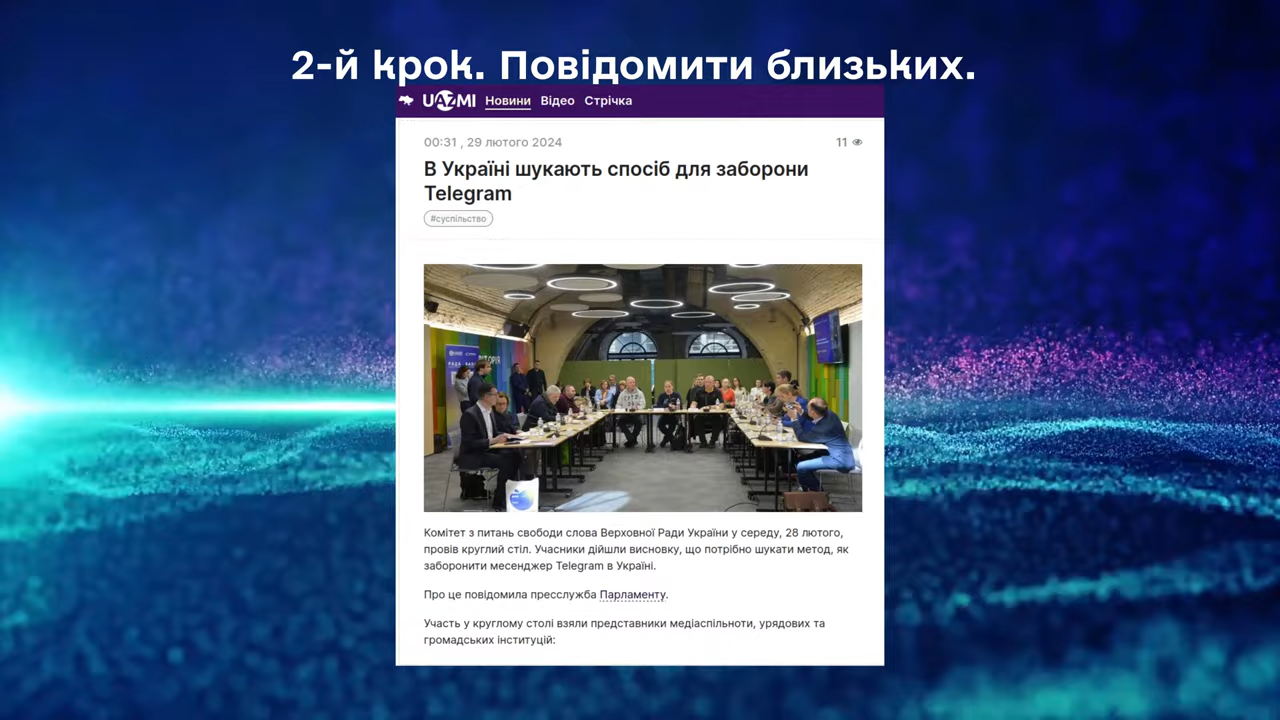 2-й крок. Повідомити близьких.
UAZMI Новини Відео Стрічка
00:31 , 29 лютого 2024 11
В Україні шукають спосіб для заборони
Telegram
#суспільство
Комітет з питань свободи слова Верховної Ради України у середу, 28 лютого,
провів круглий стіл. Учасники дійшли висновку, що потрібно шукати метод, як
заборонити месенджер Telegram в Україні.
Про це повідомила пресслужба Парламенту.
Участь у круглому столі взяли представники медіаспільноти, урядових та
громадських інституцій: